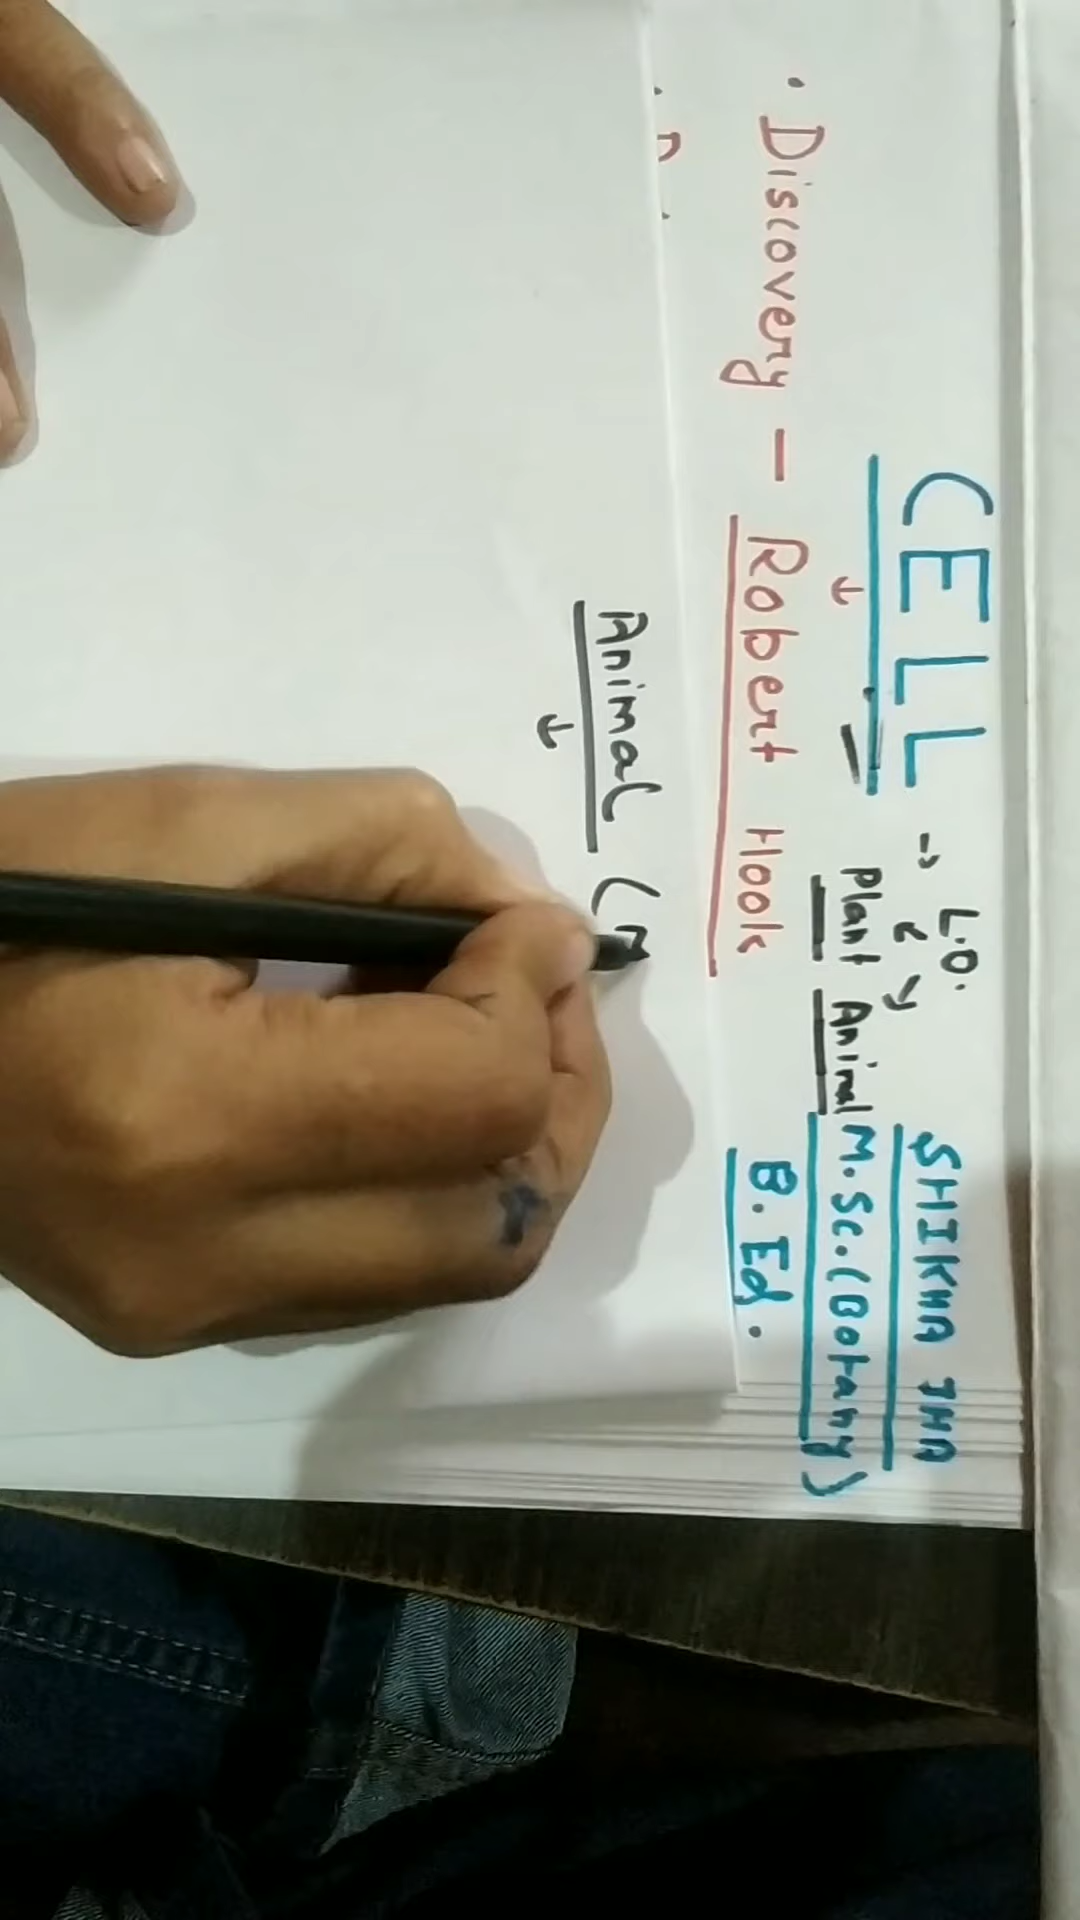 CELL → L.O.
Plant Animal
SHIKHA JHA
M.Sc.(Botany)
B.Ed.
• Discovery - Robert Hook
Animal (M